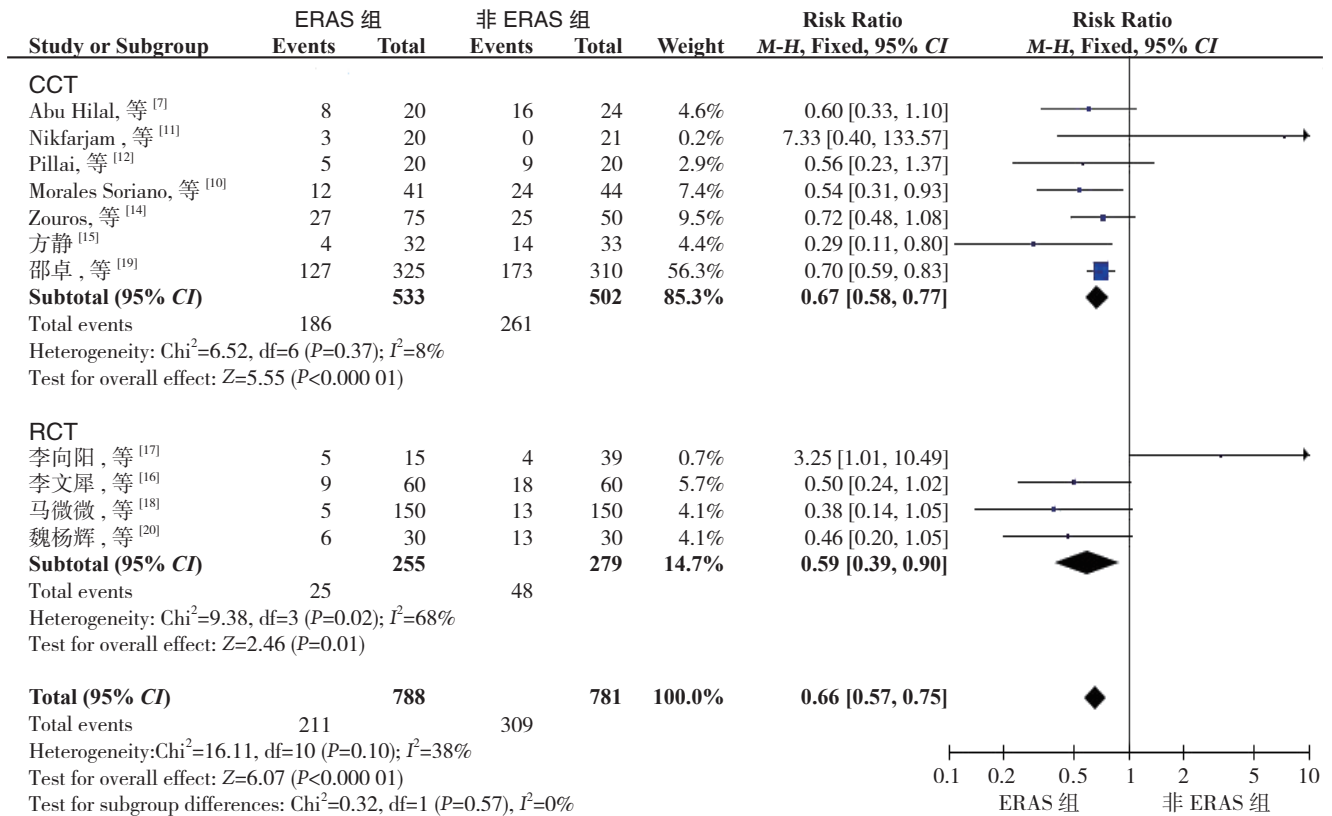 ERAS 组 非 ERAS 组 Risk Ratio Risk Ratio
Study or Subgroup Events Total Events Total Weight M-H, Fixed, 95% CI M-H, Fixed, 95% CI
CCT
Abu Hilal, 等 [7] 8 20 16 24 4.6% 0.60 [0.33, 1.10]
Nikfarjam , 等 [11] 3 20 0 21 0.2% 7.33 [0.40, 133.57]
Pillai, 等 [12] 5 20 9 20 2.9% 0.56 [0.23, 1.37]
Morales Soriano, 等 [10] 12 41 24 44 7.4% 0.54 [0.31, 0.93]
Zouros, 等 [14] 27 75 25 50 9.5% 0.72 [0.48, 1.08]
方静 [15] 4 32 14 33 4.4% 0.29 [0.11, 0.80]
邵卓 , 等 [19] 127 325 173 310 56.3% 0.70 [0.59, 0.83]
Subtotal (95% CI) 533 502 85.3% 0.67 [0.58, 0.77]
Total events 186 261
Heterogeneity: Chi²=6.52, df=6 (P=0.37); I²=8%
Test for overall effect: Z=5.55 (P<0.000 01)
RCT
李向阳 , 等 [17] 5 15 4 39 0.7% 3.25 [1.01, 10.49]
李文犀 , 等 [16] 9 60 18 60 5.7% 0.50 [0.24, 1.02]
马微微 , 等 [18] 5 150 13 150 4.1% 0.38 [0.14, 1.05]
魏杨辉 , 等 [20] 6 30 13 30 4.1% 0.46 [0.20, 1.05]
Subtotal (95% CI) 255 279 14.7% 0.59 [0.39, 0.90]
Total events 25 48
Heterogeneity: Chi²=9.38, df=3 (P=0.02); I²=68%
Test for overall effect: Z=2.46 (P=0.01)
Total (95% CI) 788 781 100.0% 0.66 [0.57, 0.75]
Total events 211 309
Heterogeneity:Chi²=16.11, df=10 (P=0.10); I²=38%
Test for overall effect: Z=6.07 (P<0.000 01)
Test for subgroup differences: Chi²=0.32, df=1 (P=0.57), I²=0%
0.1 0.2 0.5 1 2 5 10
ERAS 组 非 ERAS 组